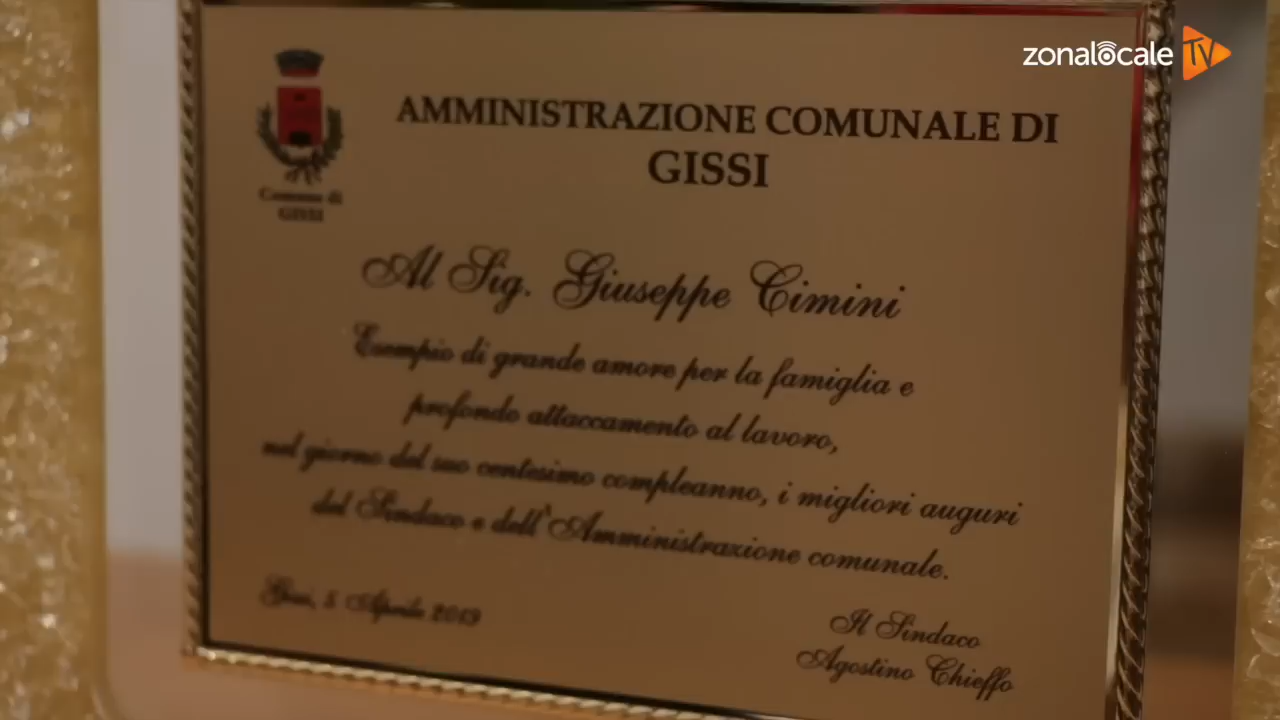 zonalocale TV
AMMINISTRAZIONE COMUNALE DI
GISSI
Comune di
GISSI
Al Sig. Giuseppe Cimini
Esempio di grande amore per la famiglia e
profondo attaccamento al lavoro,
nel giorno del suo centesimo compleanno, i migliori auguri
dal Sindaco e dell'Amministrazione comunale.
Gissi, 5 Aprile 2019
Il Sindaco
Agostino Chieffo